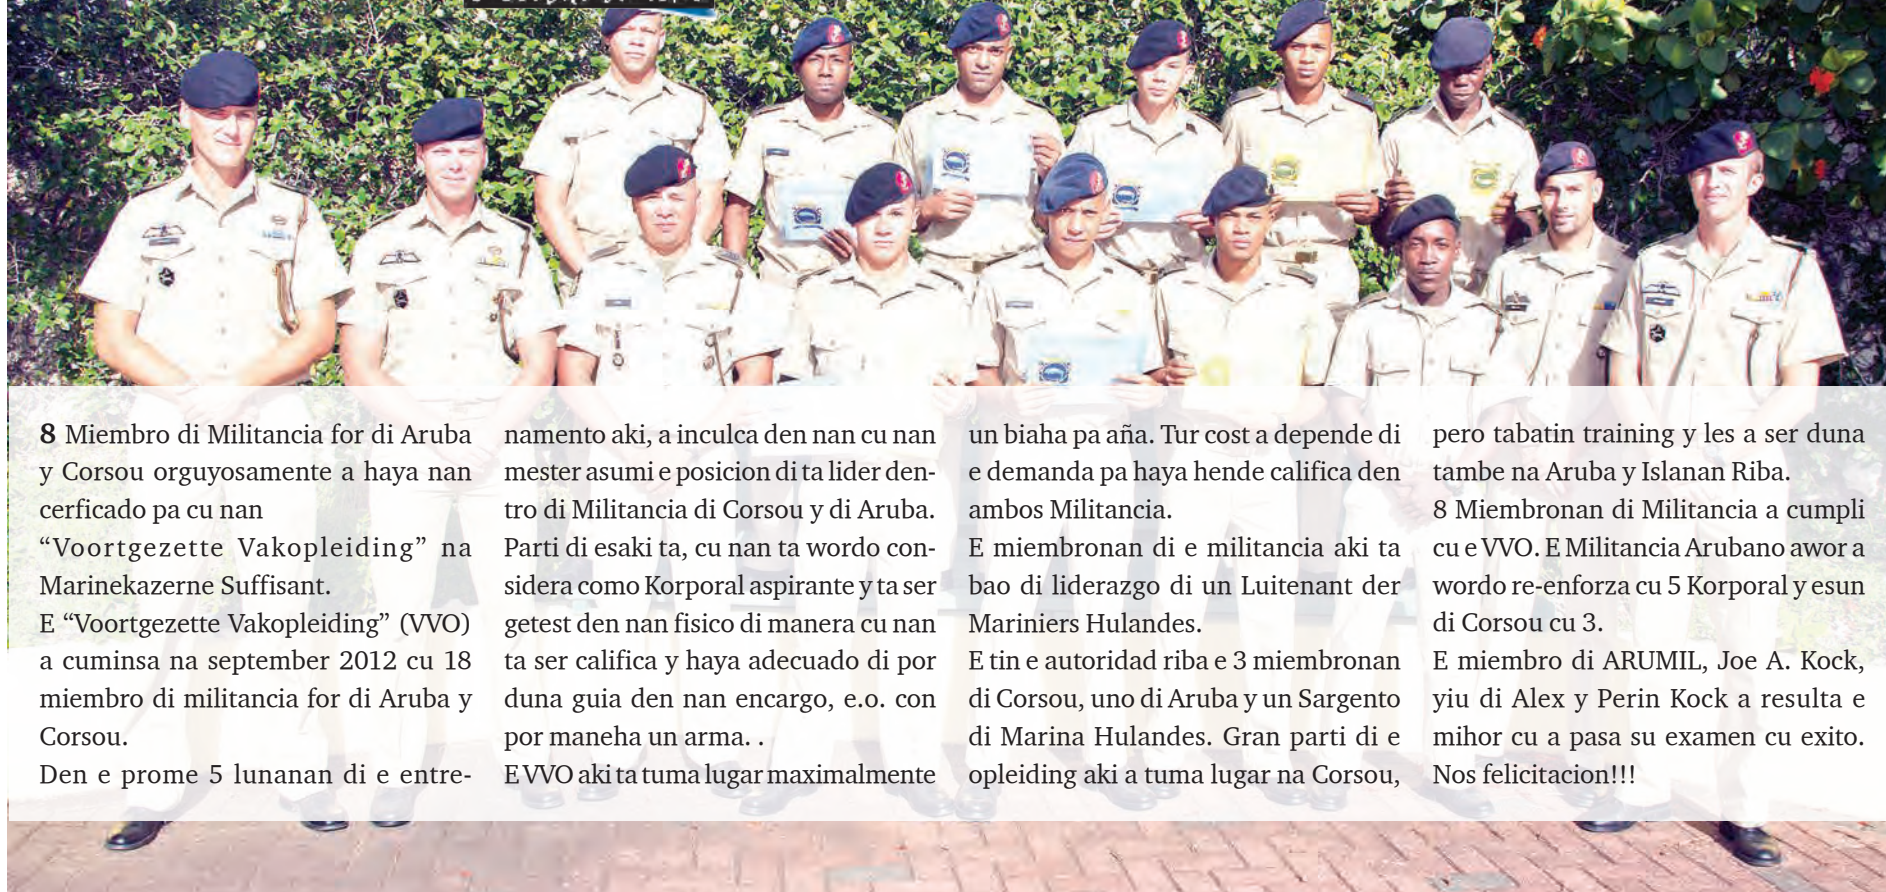 8 Miembro di Militancia for di Aruba
y Corsou orguyosamente a haya nan
cerficado pa cu nan
“Voortgezette Vakopleiding” na
Marinekazerne Suffisant.
E “Voortgezette Vakopleiding” (VVO)
a cuminsa na september 2012 cu 18
miembro di militancia for di Aruba y
Corsou.
Den e prome 5 lunanan di e entre-
namento aki, a inculca den nan cu nan
mester asumi e posicion di ta lider den-
tro di Militancia di Corsou y di Aruba.
Parti di esaki ta, cu nan ta wordo con-
sidera como Korporal aspirante y ta ser
getest den nan fisico di manera cu nan
ta ser califica y haya adecuado di por
duna guia den nan encargo, e.o. con
por maneha un arma. .
E VVO aki ta tuma lugar maximalmente
un biaha pa aña. Tur cost a depende di
e demanda pa haya hende califica den
ambos Militancia.
E miembronan di e militancia aki ta
bao di liderazgo di un Luitenant der
Mariniers Hulandes.
E tin e autoridad riba e 3 miembronan
di Corsou, uno di Aruba y un Sargento
di Marina Hulandes. Gran parti di e
opleiding aki a tuma lugar na Corsou,
pero tabatin training y les a ser duna
tambe na Aruba y Islanan Riba.
8 Miembronan di Militancia a cumpli
cu e VVO. E Militancia Arubano awor a
wordo re-enforza cu 5 Korporal y esun
di Corsou cu 3.
E miembro di ARUMIL, Joe A. Kock,
yiu di Alex y Perin Kock a resulta e
mihor cu a pasa su examen cu exito.
Nos felicitacion!!!